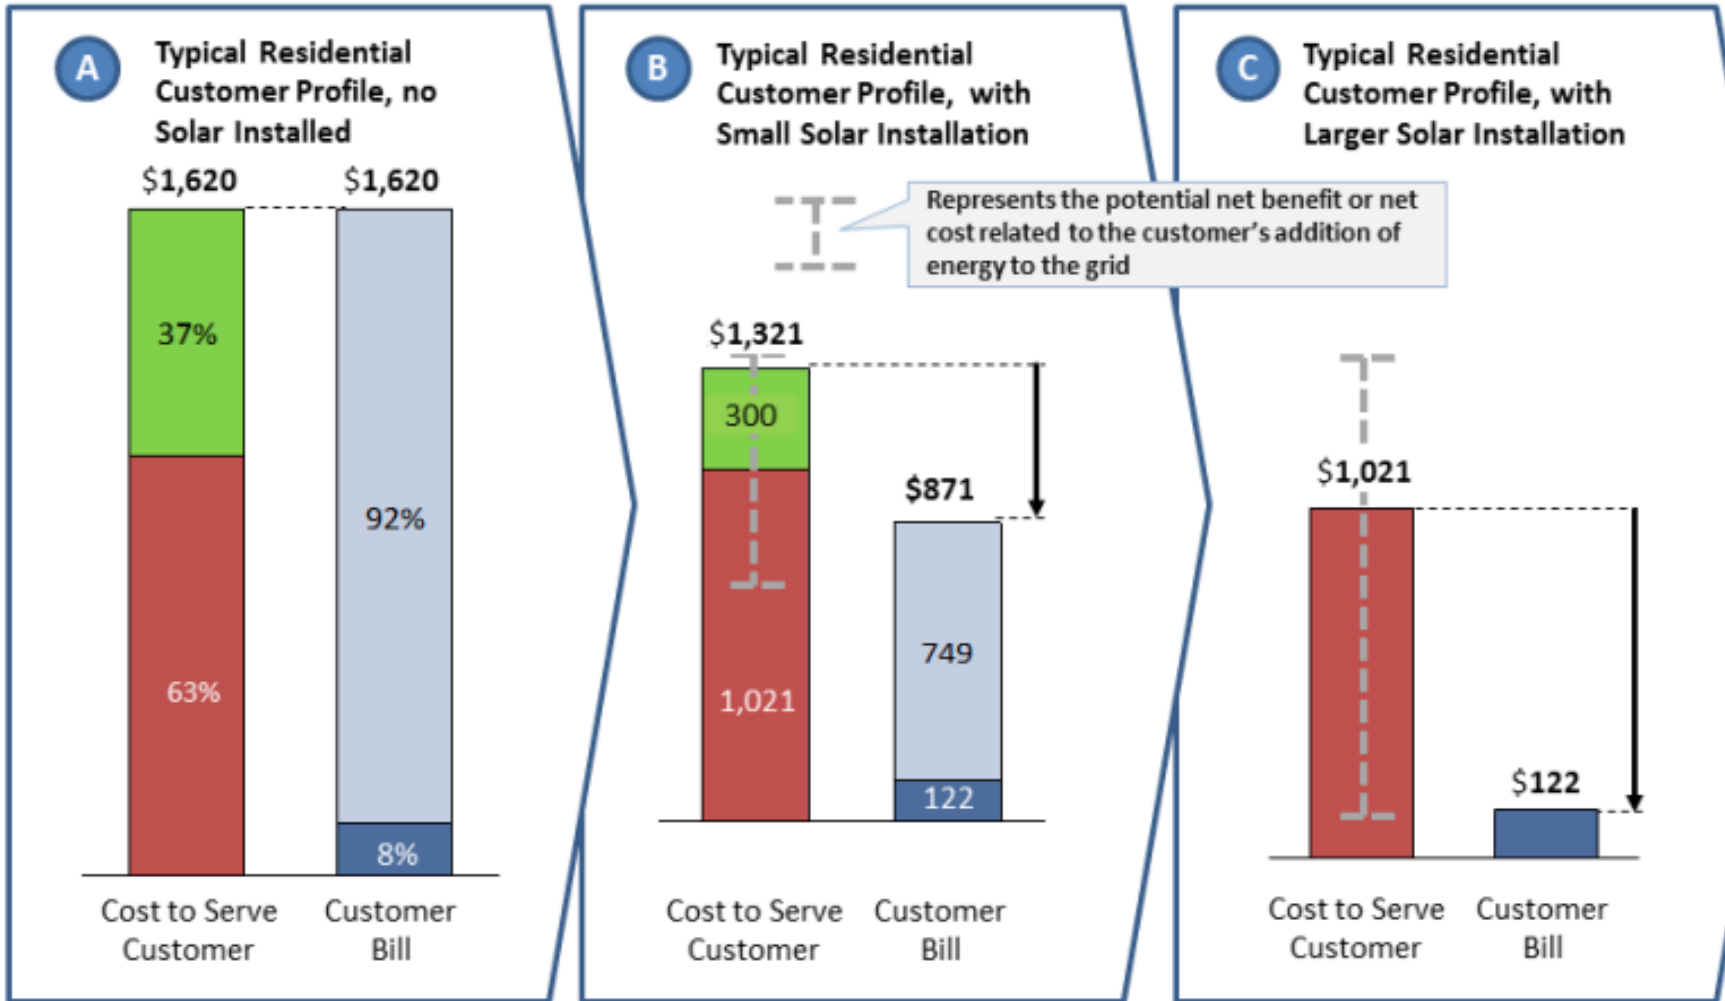 A
Typical Residential
Customer Profile, no
Solar Installed
$1,620
$1,620
37%
63%
92%
8%
Cost to Serve
Customer
Customer
Bill
B
Typical Residential
Customer Profile, with
Small Solar Installation
Represents the potential net benefit or net
cost related to the customer's addition of
energy to the grid
$1,321
300
1,021
$871
749
122
Cost to Serve
Customer
Customer
Bill
C
Typical Residential
Customer Profile, with
Larger Solar Installation
$1,021
$122
Cost to Serve
Customer
Customer
Bill